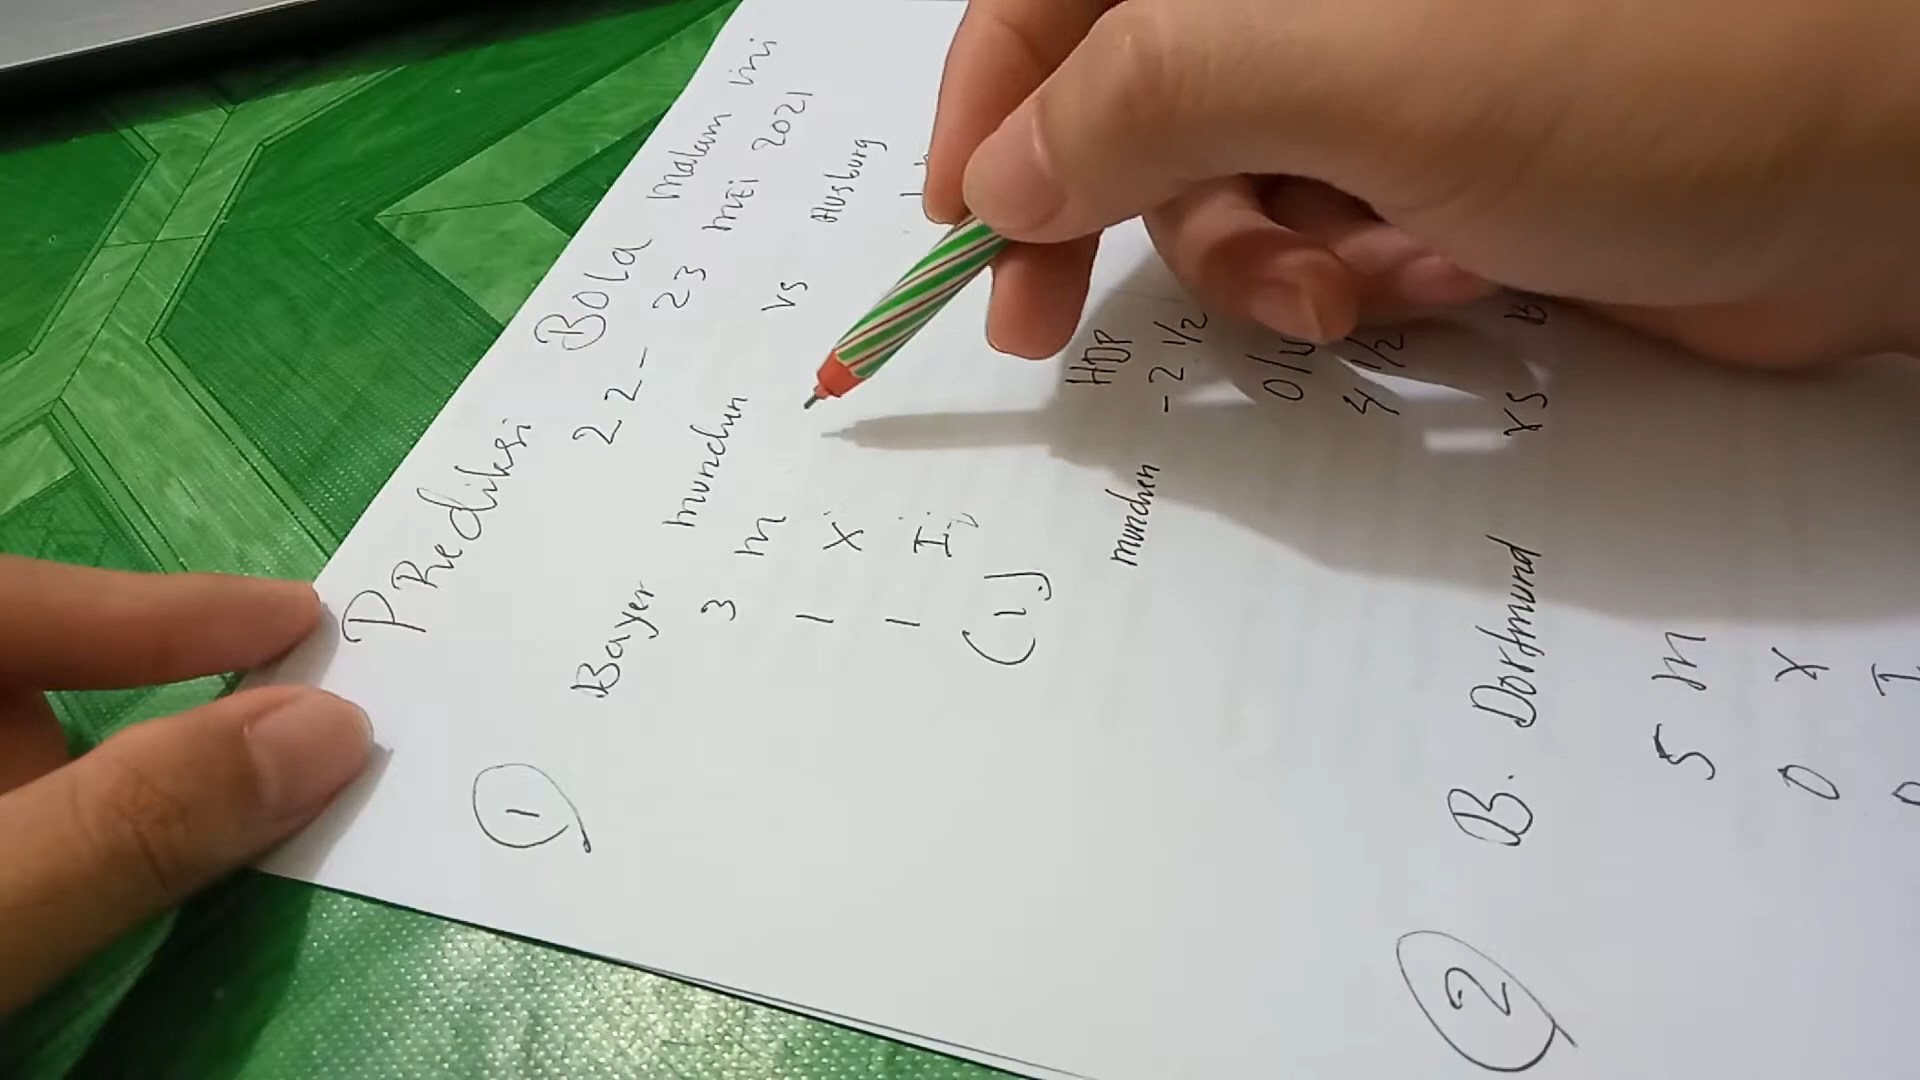 PRediksi Bola malam ini
22 - 23 mEi 2021
1 Bayer munchen vs Ausburg
3 m
1 X
1 I
(1)
HDP
munchen - 2 1/2
O/U
4 1/2
2 B. Dortmund vs B
5 m
0 X
I